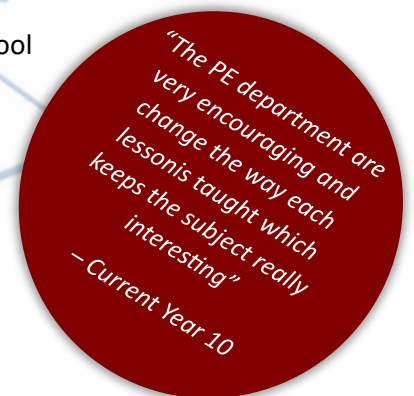 ool
“The PE department are
very encouraging and
change the way each
lessonis taught which
keeps the subject really
interesting”
– Current Year 10